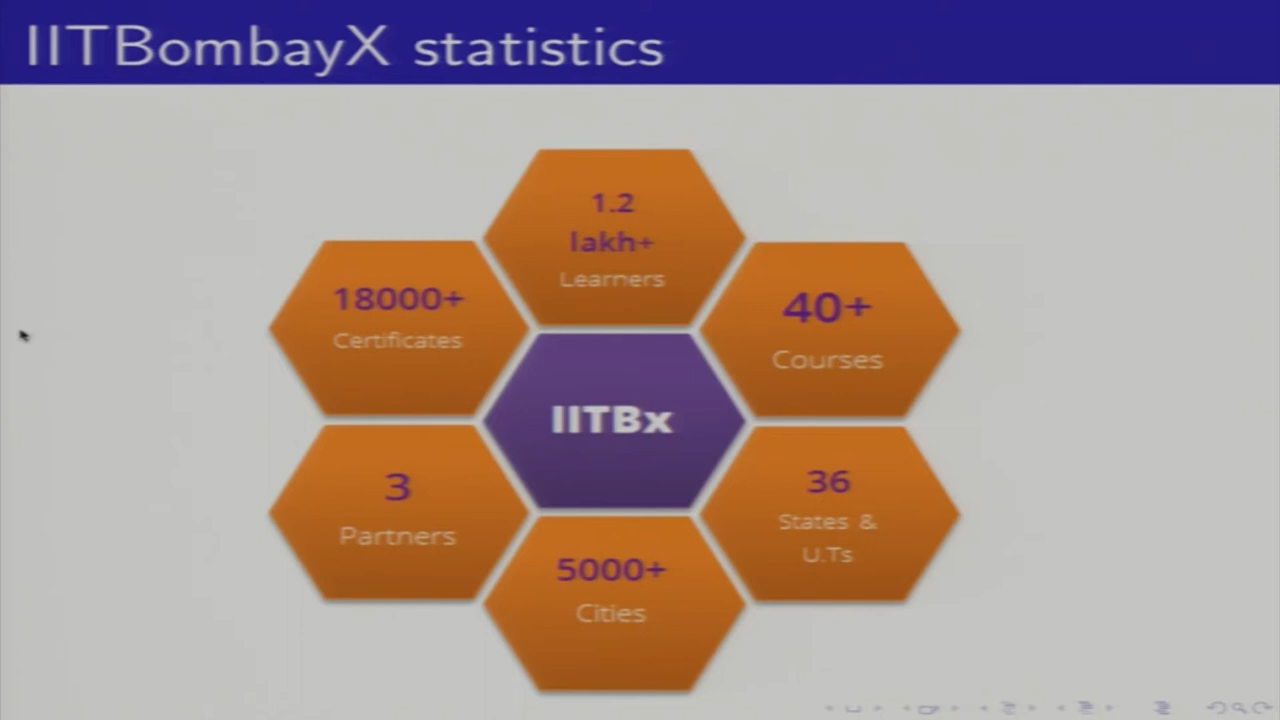 IITBombayX statistics
1.2
lakh+
Learners
18000+
Certificates
40+
Courses
IITBx
3
Partners
36
States &
U.Ts
5000+
Cities